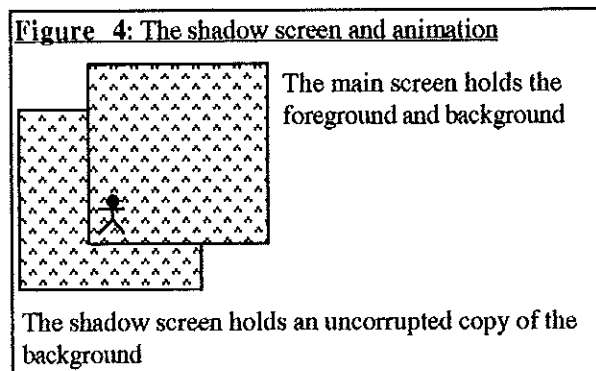 Figure 4: The shadow screen and animation
The main screen holds the
foreground and background
The shadow screen holds an uncorrupted copy of the
background